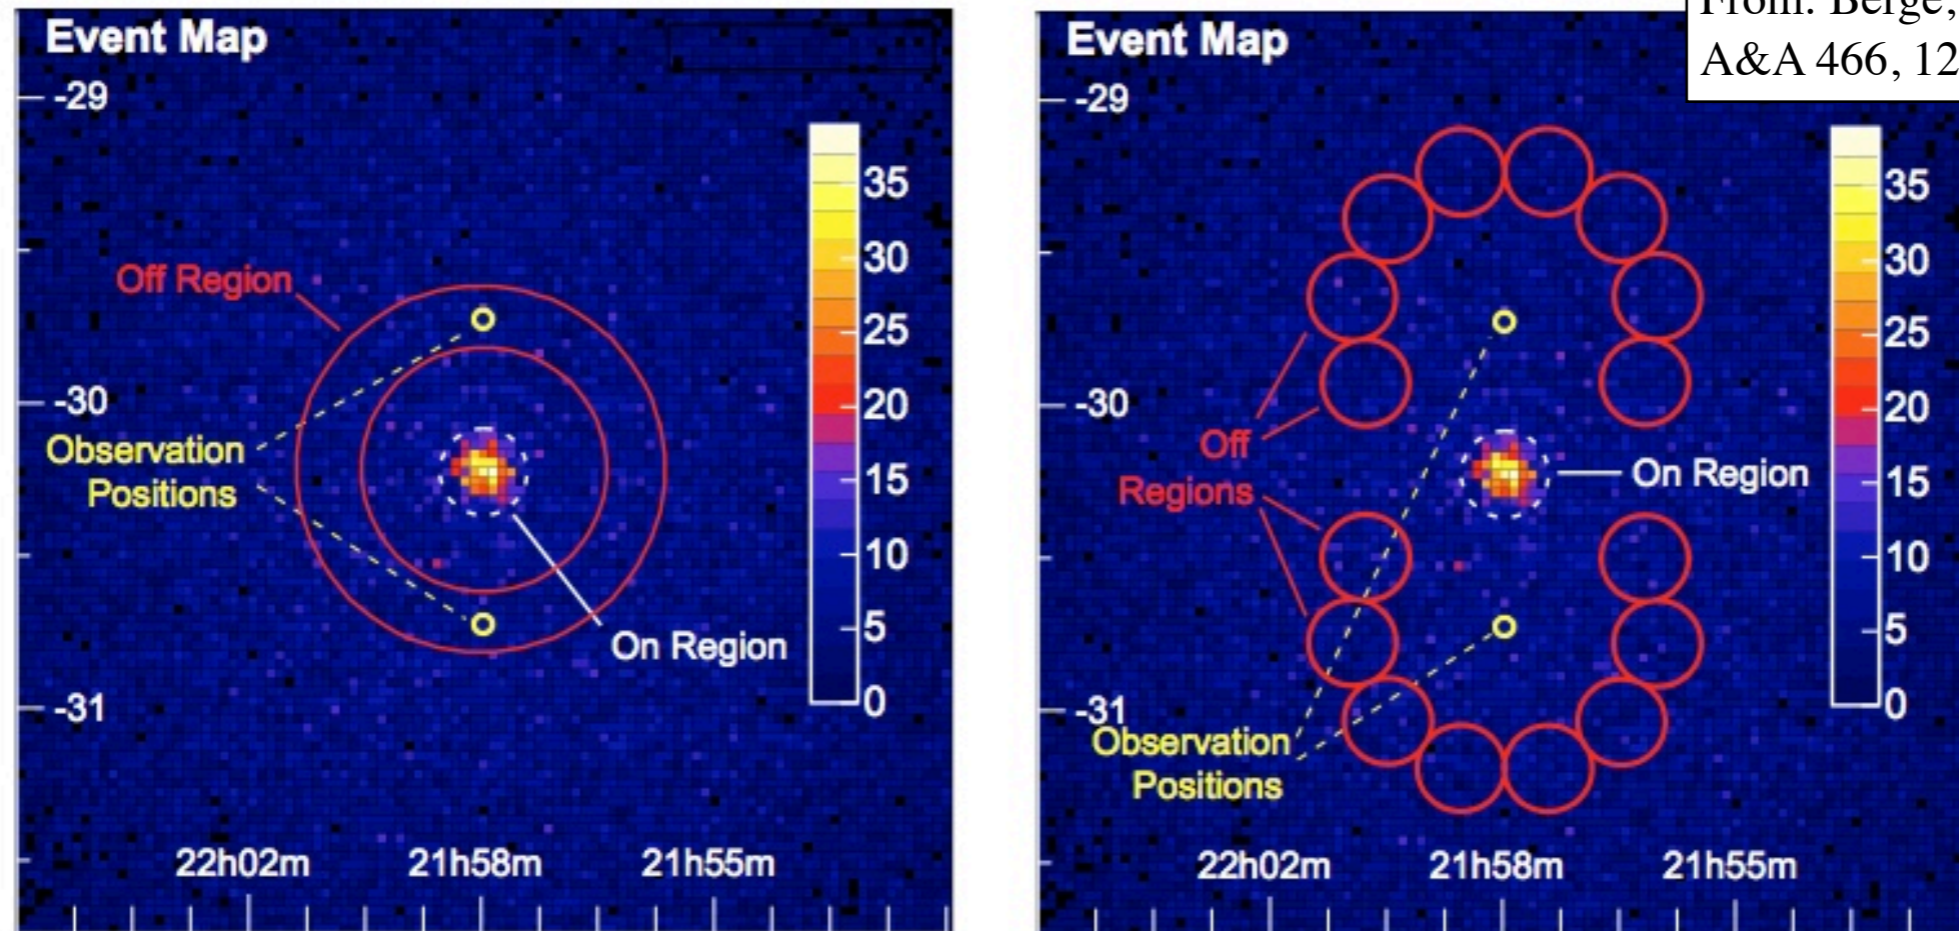 Event Map
-29
Off Region
-30
Observation
Positions
On Region
-31
22h02m 21h58m 21h55m
35
30
25
20
15
10
5
0
Event Map
From: Berge,
A&A 466, 12
-29
-30
Off
Regions
On Region
-31
Observation
Positions
22h02m 21h58m 21h55m
35
30
25
20
15
10
5
0